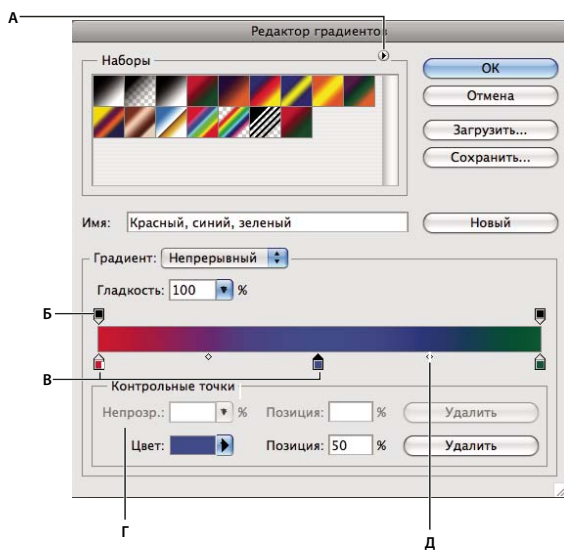 А
Редактор градиентов
Наборы
OK
Отмена
Загрузить...
Сохранить...
Имя: Красный, синий, зеленый Новый
Градиент: Непрерывный
Гладкость: 100 %
Б
В
Контрольные точки
Непрозр.: % Позиция: % Удалить
Цвет: Позиция: 50 % Удалить
Г Д